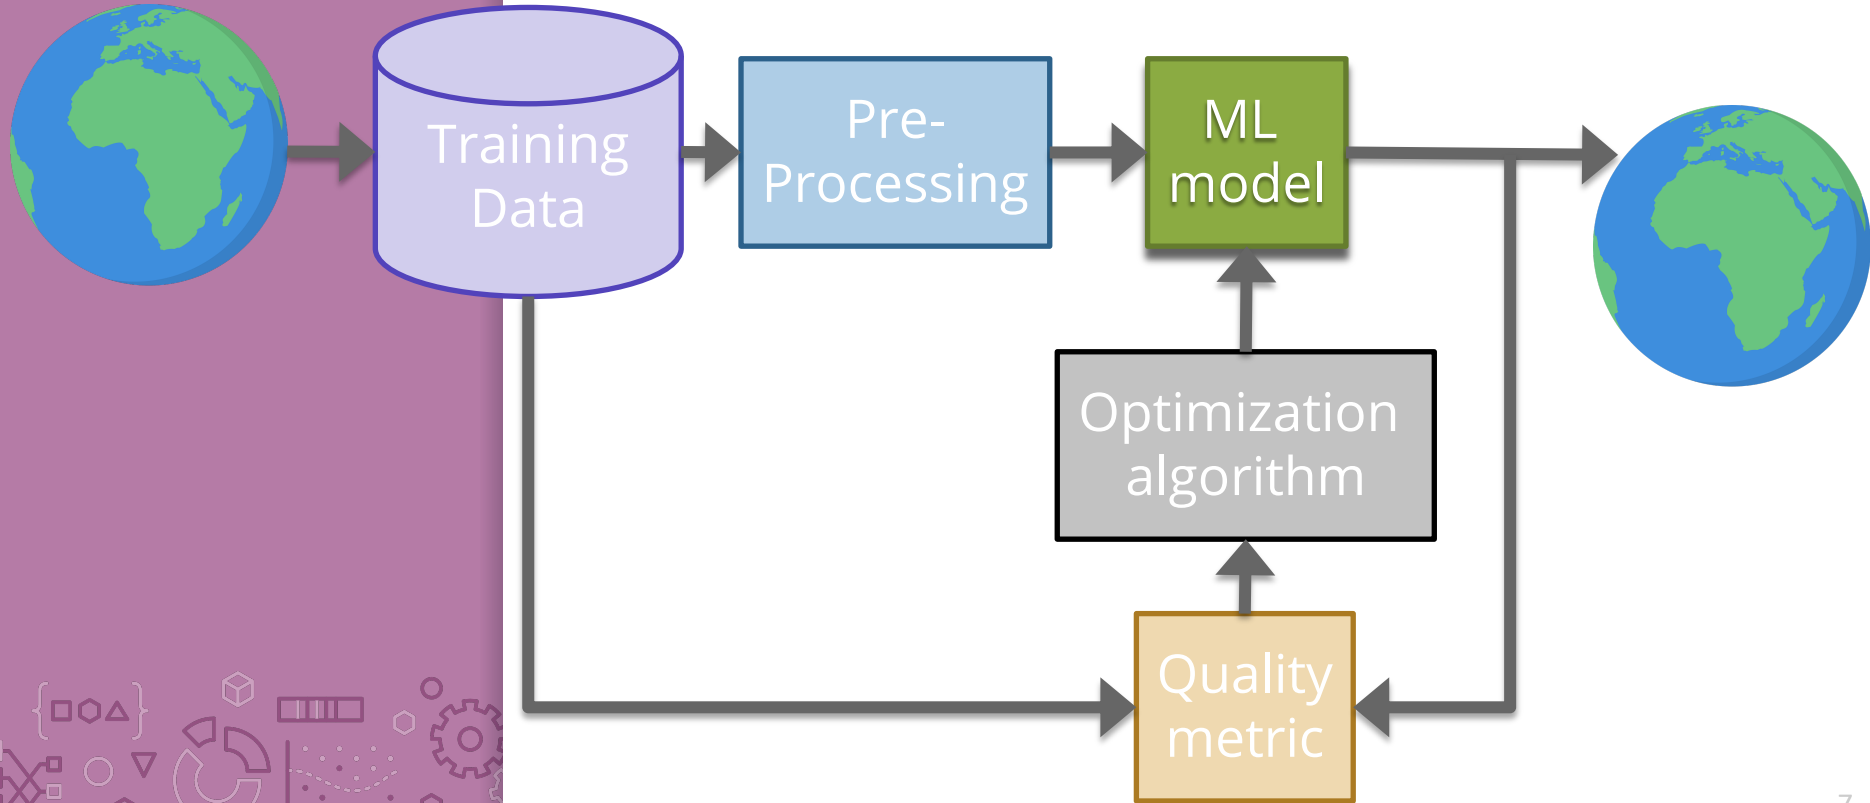 Training
Data
Pre-
Processing
ML
model
Optimization
algorithm
Quality
metric